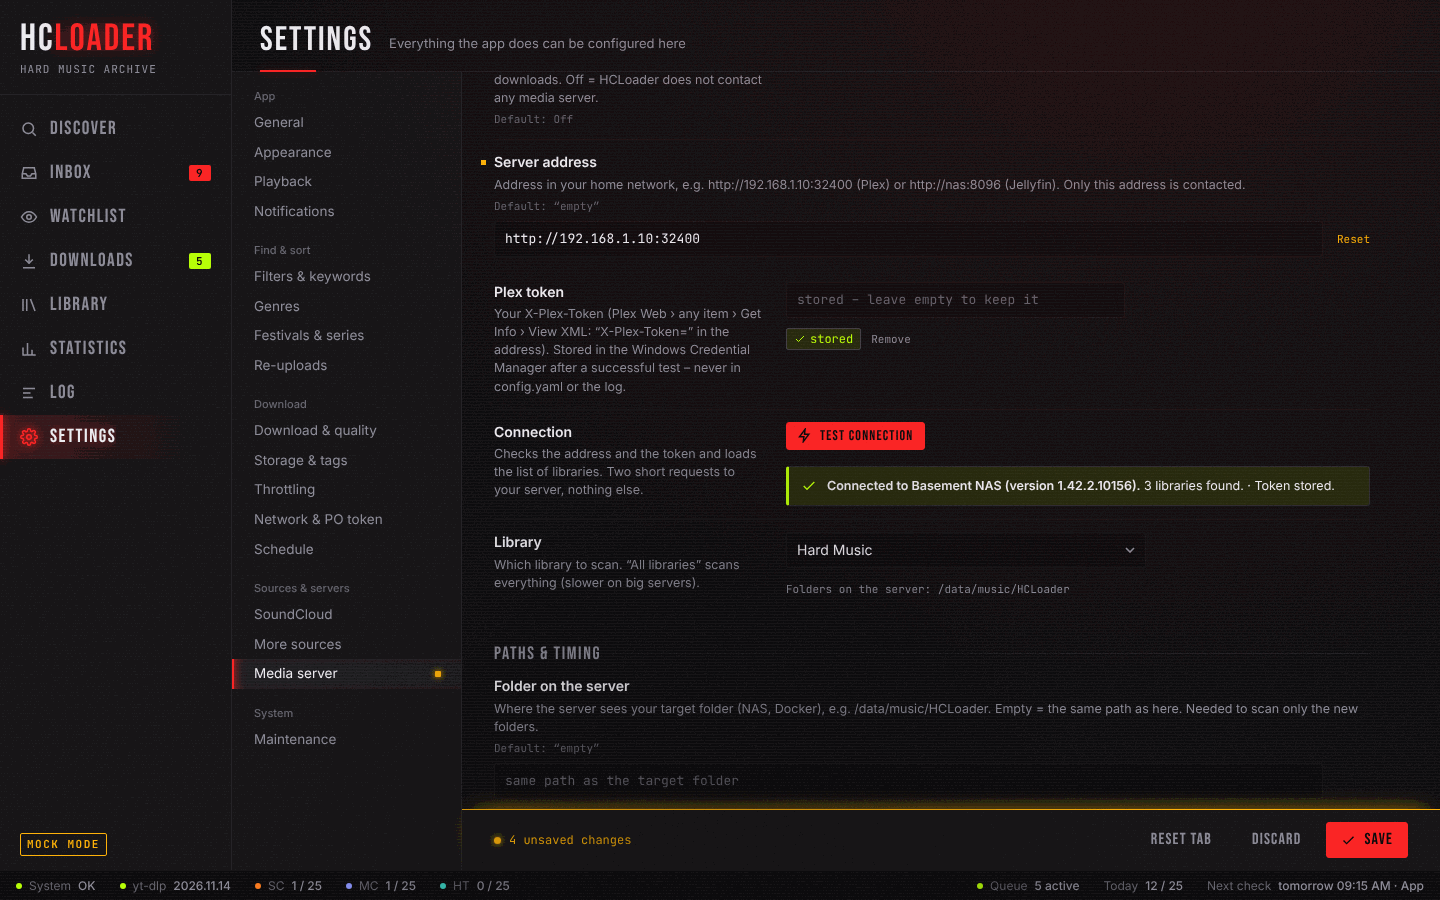 HCLOADER
HARD MUSIC ARCHIVE
DISCOVER
INBOX 9
WATCHLIST
DOWNLOADS 5
LIBRARY
STATISTICS
LOG
SETTINGS
MOCK MODE
SETTINGS Everything the app does can be configured here
App
General
Appearance
Playback
Notifications
Find & sort
Filters & keywords
Genres
Festivals & series
Re-uploads
Download
Download & quality
Storage & tags
Throttling
Network & PO token
Schedule
Sources & servers
SoundCloud
More sources
Media server
System
Maintenance
downloads. Off = HCLoader does not contact
any media server.
Default: Off
Server address
Address in your home network, e.g. http://192.168.1.10:32400 (Plex) or http://nas:8096 (Jellyfin). Only this address is contacted.
Default: “empty”
http://192.168.1.10:32400 Reset
Plex token
Your X-Plex-Token (Plex Web › any item › Get
Info › View XML: “X-Plex-Token=” in the
address). Stored in the Windows Credential
Manager after a successful test – never in
config.yaml or the log.
stored – leave empty to keep it
stored Remove
Connection
Checks the address and the token and loads
the list of libraries. Two short requests to
your server, nothing else.
TEST CONNECTION
Connected to Basement NAS (version 1.42.2.10156). 3 libraries found. · Token stored.
Library
Which library to scan. “All libraries” scans
everything (slower on big servers).
Hard Music
Folders on the server: /data/music/HCLoader
PATHS & TIMING
Folder on the server
Where the server sees your target folder (NAS, Docker), e.g. /data/music/HCLoader. Empty = the same path as here. Needed to scan only the new
folders.
Default: “empty”
same path as the target folder
4 unsaved changes RESET TAB DISCARD SAVE
System OK yt-dlp 2026.11.14 SC 1 / 25 MC 1 / 25 HT 0 / 25 Queue 5 active Today 12 / 25 Next check tomorrow 09:15 AM · App